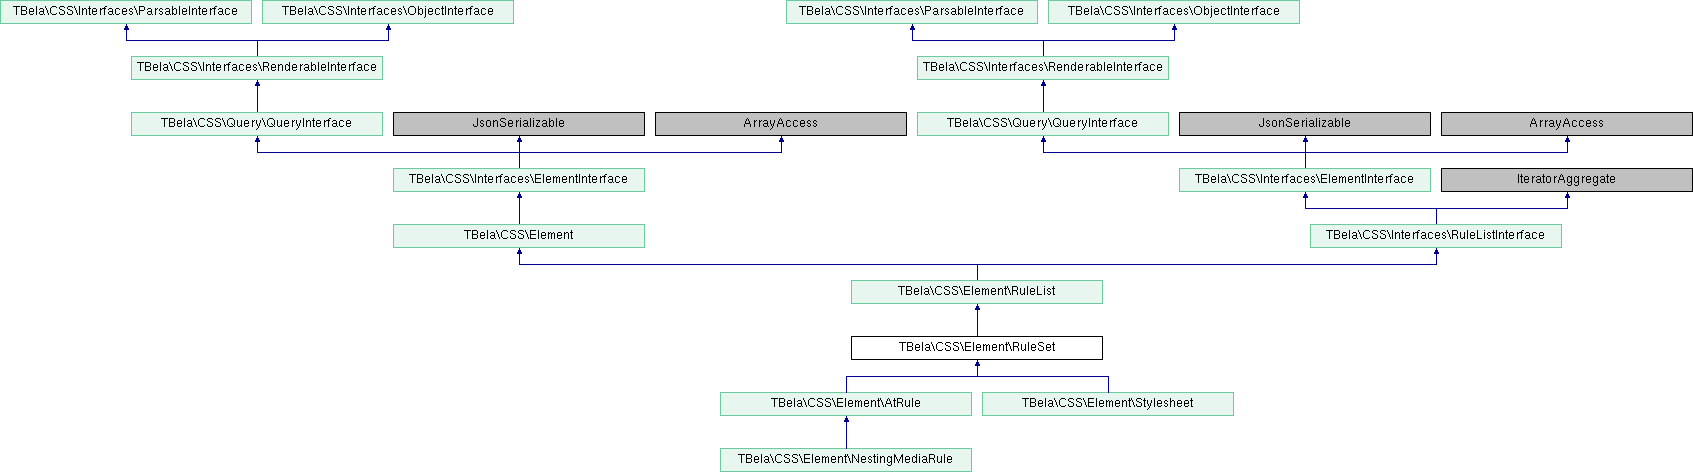 TBela\CSS\Interfaces\ParsableInterface
TBela\CSS\Interfaces\ObjectInterface
TBela\CSS\Interfaces\ParsableInterface
TBela\CSS\Interfaces\ObjectInterface
TBela\CSS\Interfaces\RenderableInterface
TBela\CSS\Interfaces\RenderableInterface
TBela\CSS\Query\QueryInterface
JsonSerializable
ArrayAccess
TBela\CSS\Query\QueryInterface
JsonSerializable
ArrayAccess
TBela\CSS\Interfaces\ElementInterface
TBela\CSS\Interfaces\ElementInterface
IteratorAggregate
TBela\CSS\Element
TBela\CSS\Interfaces\RuleListInterface
TBela\CSS\Element\RuleList
TBela\CSS\Element\RuleSet
TBela\CSS\Element\AtRule
TBela\CSS\Element\Stylesheet
TBela\CSS\Element\NestingMediaRule